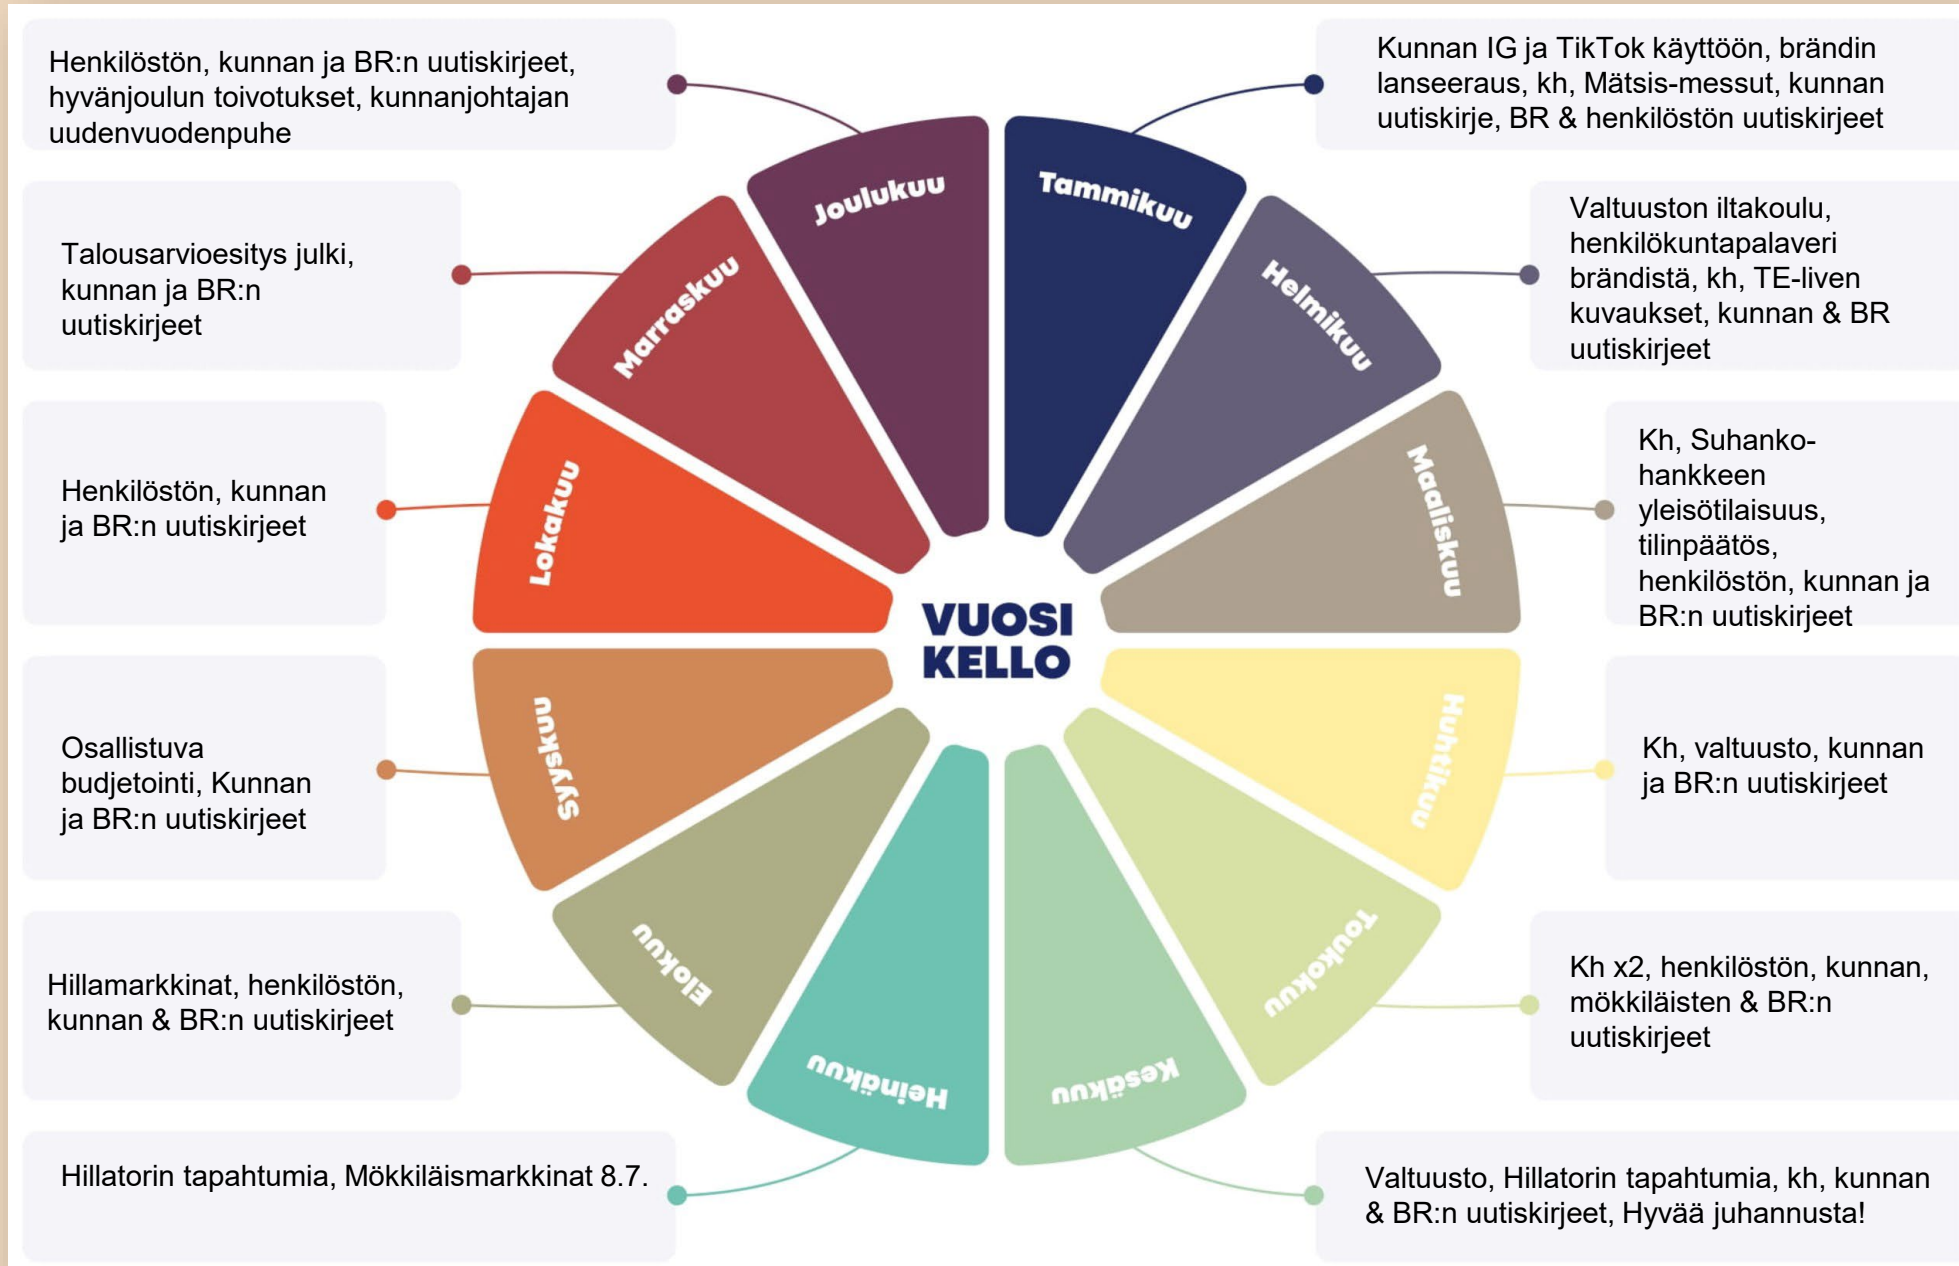 Henkilöstön, kunnan ja BR:n uutiskirjeet,
hyvänjoulun toivotukset, kunnanjohtajan
uudenvuodenpuhe
Kunnan IG ja TikTok käyttöön, brändin
lanseeraus, kh, Mätsis-messut, kunnan
uutiskirje, BR & henkilöstön uutiskirjeet
Valtuuston iltakoulu,
henkilökuntapalaveri
brändistä, kh, TE-liven
kuvaukset, kunnan & BR
uutiskirjeet
Kh, Suhanko-
hankkeen
yleisötilaisuus,
tilinpäätös,
henkilöstön, kunnan ja
BR:n uutiskirjeet
Kh, valtuusto, kunnan
ja BR:n uutiskirjeet
Kh x2, henkilöstön, kunnan,
mökkiläisten & BR:n
uutiskirjeet
Valtuusto, Hillatorin tapahtumia, kh, kunnan
& BR:n uutiskirjeet, Hyvää juhannusta!
Hillatorin tapahtumia, Mökkiläismarkkinat 8.7.
Hillamarkkinat, henkilöstön,
kunnan & BR:n uutiskirjeet
Osallistuva
budjetointi, Kunnan
ja BR:n uutiskirjeet
Henkilöstön, kunnan
ja BR:n uutiskirjeet
Talousarvioesitys julki,
kunnan ja BR:n
uutiskirjeet
Tammikuu
Helmikuu
Maaliskuu
Huhtikuu
Toukokuu
Kesäkuu
Heinäkuu
Elokuu
Syyskuu
Lokakuu
Marraskuu
Joulukuu
VUOSI
KELLO